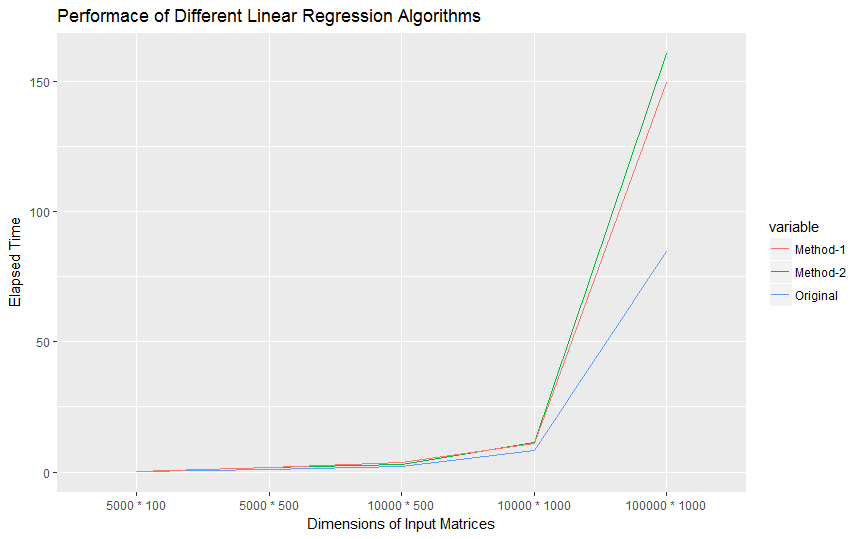 Performace of Different Linear Regression Algorithms
Elapsed Time
150
100
50
0
5000 * 100
5000 * 500
10000 * 500
10000 * 1000
100000 * 1000
Dimensions of Input Matrices
variable
Method-1
Method-2
Original